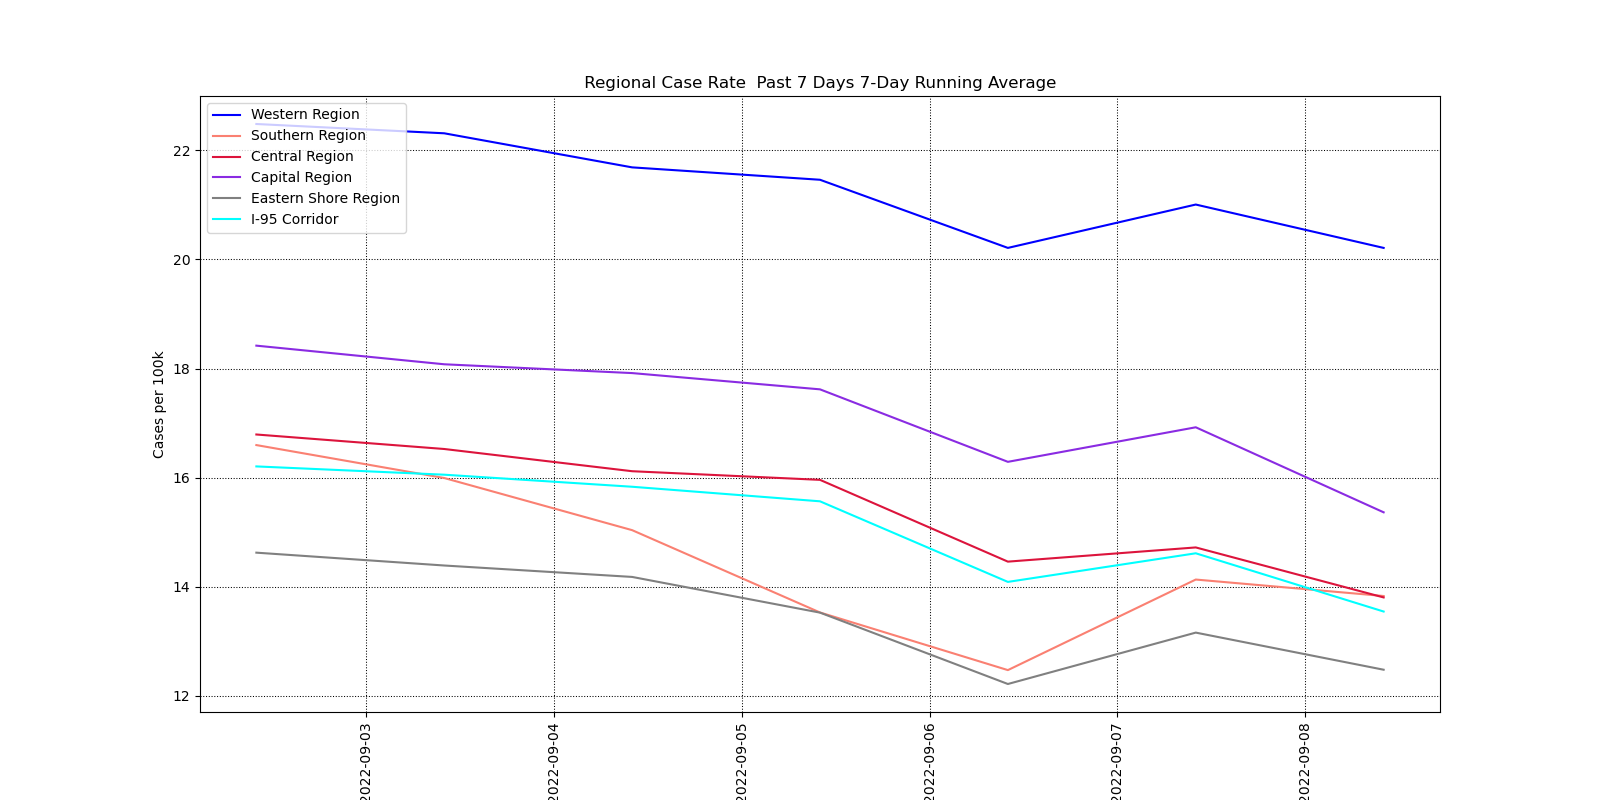 Regional Case Rate  Past 7 Days 7-Day Running Average
Western Region
Southern Region
Central Region
Capital Region
Eastern Shore Region
I-95 Corridor
Cases per 100k
22
20
18
16
14
12
2022-09-03
2022-09-04
2022-09-05
2022-09-06
2022-09-07
2022-09-08